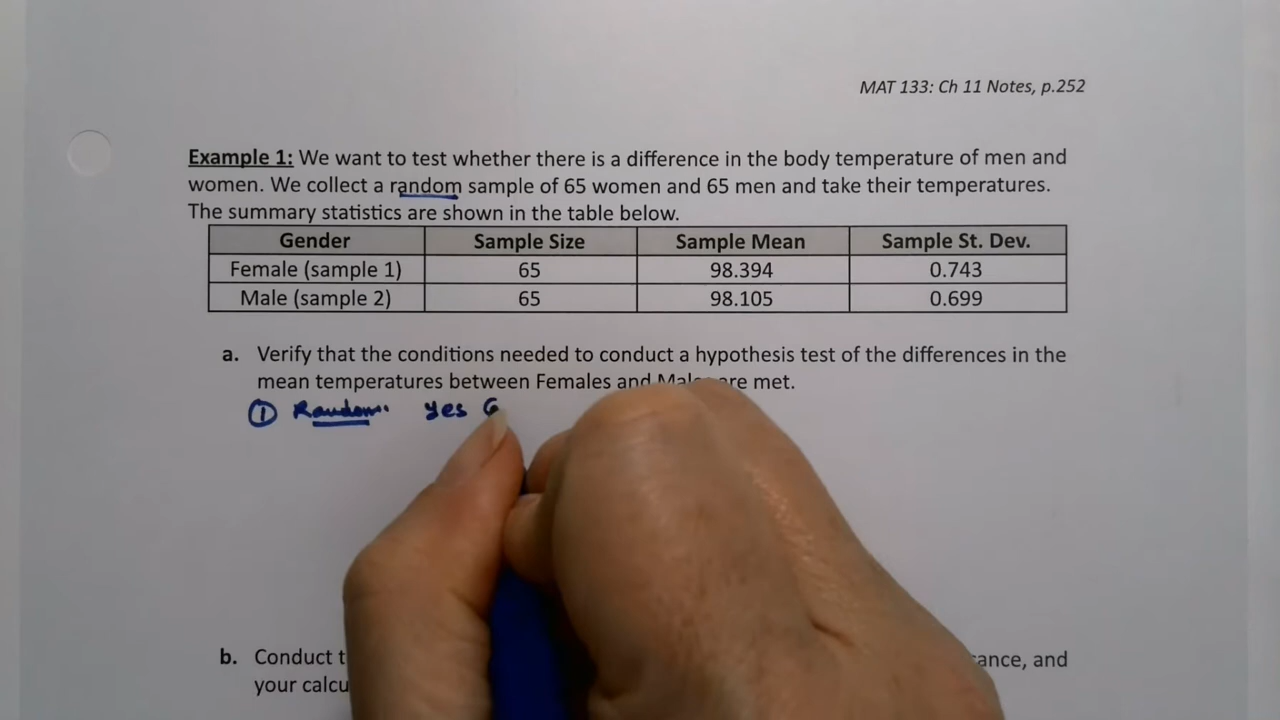 MAT 133: Ch 11 Notes, p.252
Example 1: We want to test whether there is a difference in the body temperature of men and
women. We collect a random sample of 65 women and 65 men and take their temperatures.
The summary statistics are shown in the table below.
Gender Sample Size Sample Mean Sample St. Dev.
Female (sample 1) 65 98.394 0.743
Male (sample 2) 65 98.105 0.699
a. Verify that the conditions needed to conduct a hypothesis test of the differences in the
mean temperatures between Females and are met.
① Random: yes
b. Conduct and
your